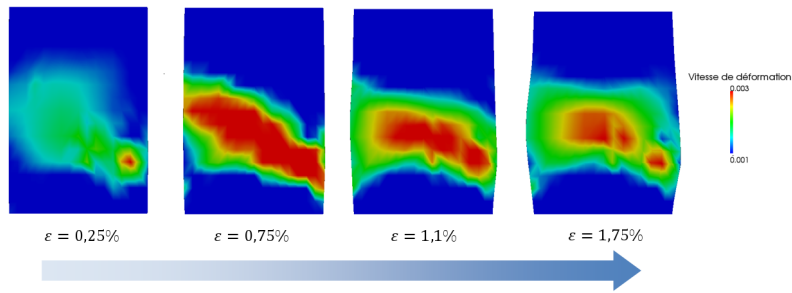 Vitesse de déformation
0.003
0.001
ε = 0,25%
ε = 0,75%
ε = 1,1%
ε = 1,75%